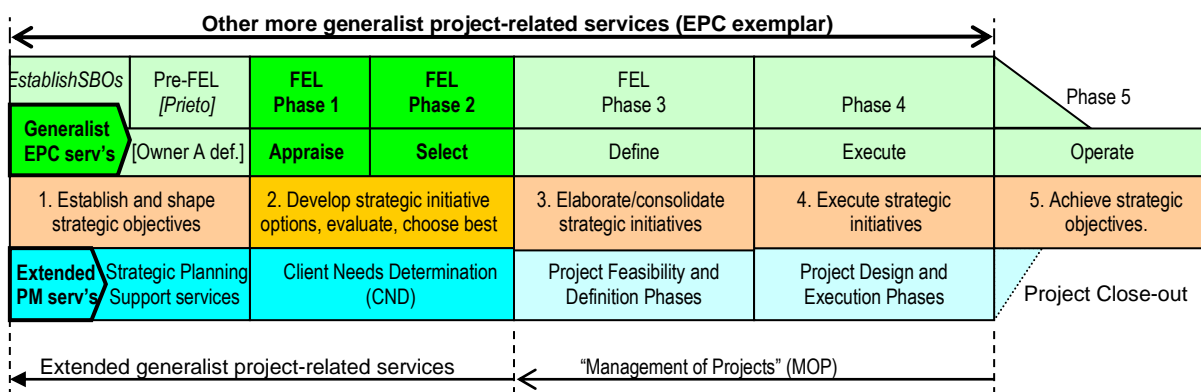 Other more generalist project-related services (EPC exemplar)
EstablishSBOs
Pre-FEL
[Prieto]
FEL
Phase 1
FEL
Phase 2
FEL
Phase 3
Phase 4
Phase 5
Generalist
EPC serv's
[Owner A def.]
Appraise
Select
Define
Execute
Operate
1. Establish and shape
strategic objectives
2. Develop strategic initiative
options, evaluate, choose best
3. Elaborate/consolidate
strategic initiatives
4. Execute strategic
initiatives
5. Achieve strategic
objectives.
Extended
PM serv's
Strategic Planning
Support services
Client Needs Determination
(CND)
Project Feasibility and
Definition Phases
Project Design and
Execution Phases
Project Close-out
Extended generalist project-related services
“Management of Projects” (MOP)